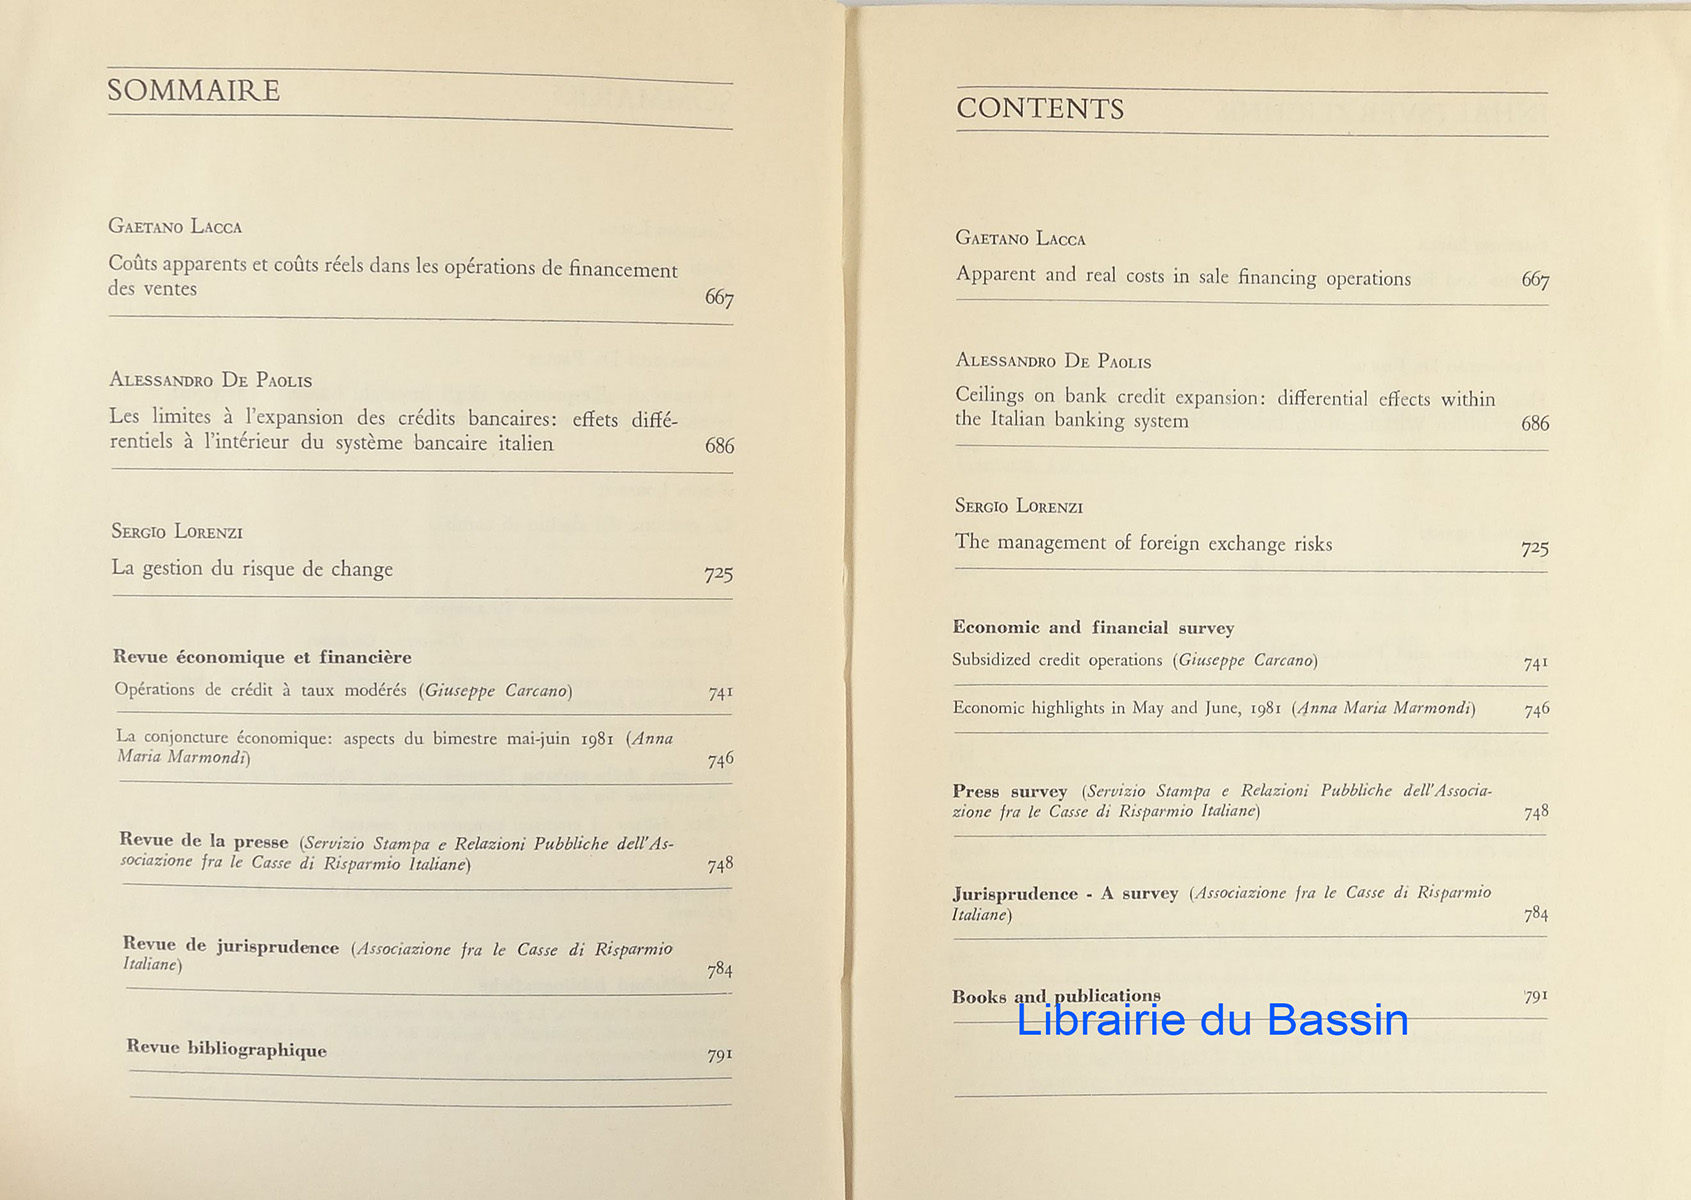 SOMMAIRE
GAETANO LACCA
Coûts apparents et coûts réels dans les opérations de financement
des ventes 667
ALESSANDRO DE PAOLIS
Les limites à l'expansion des crédits bancaires: effets diffé-
rentiels à l'intérieur du système bancaire italien 686
SERGIO LORENZI
La gestion du risque de change 725
Revue économique et financière
Opérations de crédit à taux modérés (Giuseppe Carcano) 741
La conjoncture économique: aspects du bimestre mai-juin 1981 (Anna
Maria Marmondi) 746
Revue de la presse (Servizio Stampa e Relazioni Pubbliche dell'As-
sociazione fra le Casse di Risparmio Italiane) 748
Revue de jurisprudence (Associazione fra le Casse di Risparmio
Italiane) 784
Revue bibliographique 791
CONTENTS
GAETANO LACCA
Apparent and real costs in sale financing operations 667
ALESSANDRO DE PAOLIS
Ceilings on bank credit expansion: differential effects within
the Italian banking system 686
SERGIO LORENZI
The management of foreign exchange risks 725
Economic and financial survey
Subsidized credit operations (Giuseppe Carcano) 741
Economic highlights in May and June, 1981 (Anna Maria Marmondi) 746
Press survey (Servizio Stampa e Relazioni Pubbliche dell'Associa-
zione fra le Casse di Risparmio Italiane) 748
Jurisprudence - A survey (Associazione fra le Casse di Risparmio
Italiane) 784
Books and publications 791
Librairie du Bassin